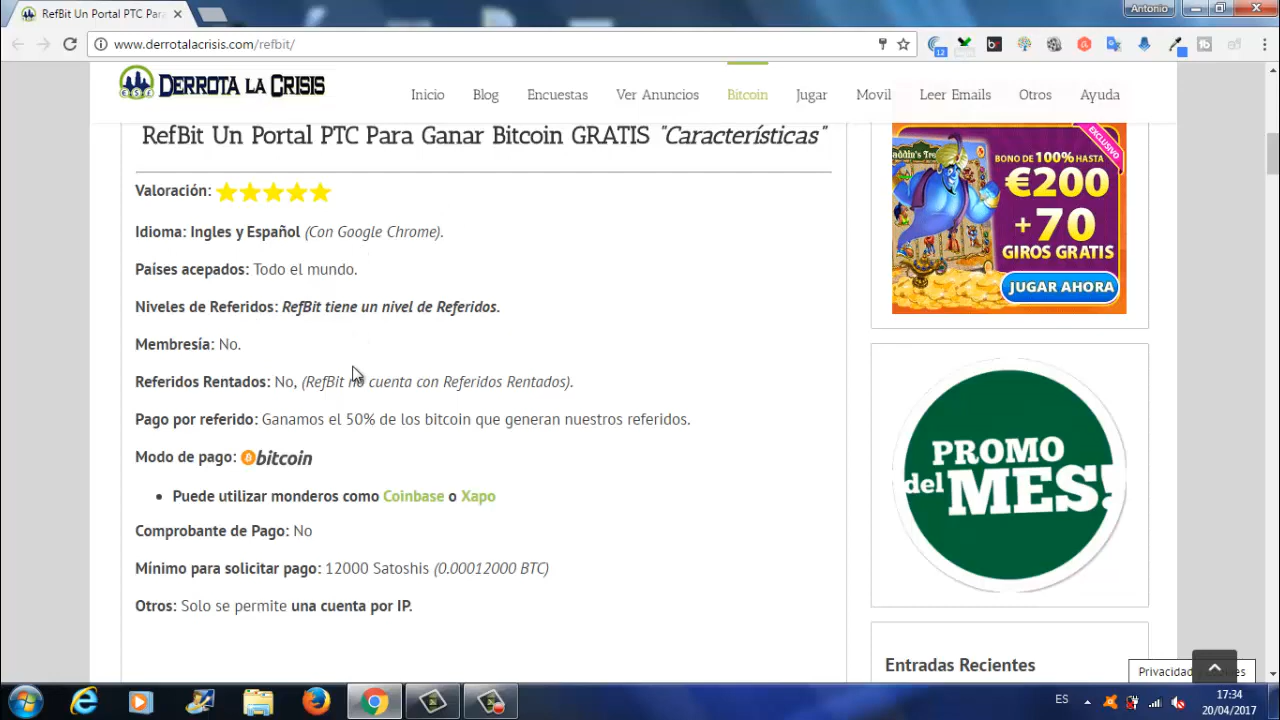 RefBit Un Portal PTC Para
Antonio
www.derrotalacrisis.com/refbit/
12
DERROTA LA CRISIS
Inicio Blog Encuestas Ver Anuncios Bitcoin Jugar Movil Leer Emails Otros Ayuda
RefBit Un Portal PTC Para Ganar Bitcoin GRATIS "Características"
Valoración:
Idioma: Ingles y Español (Con Google Chrome).
Países acepados: Todo el mundo.
Niveles de Referidos: RefBit tiene un nivel de Referidos.
Membresía: No.
Referidos Rentados: No, (RefBit no cuenta con Referidos Rentados).
Pago por referido: Ganamos el 50% de los bitcoin que generan nuestros referidos.
Modo de pago: bitcoin
• Puede utilizar monderos como Coinbase o Xapo
Comprobante de Pago: No
Mínimo para solicitar pago: 12000 Satoshis (0.00012000 BTC)
Otros: Solo se permite una cuenta por IP.
EXCLUSIVO
BONO DE 100% HASTA
€200
+70
GIROS GRATIS
JUGAR AHORA
PROMO
del MES!
Entradas Recientes
ES
17:34
20/04/2017